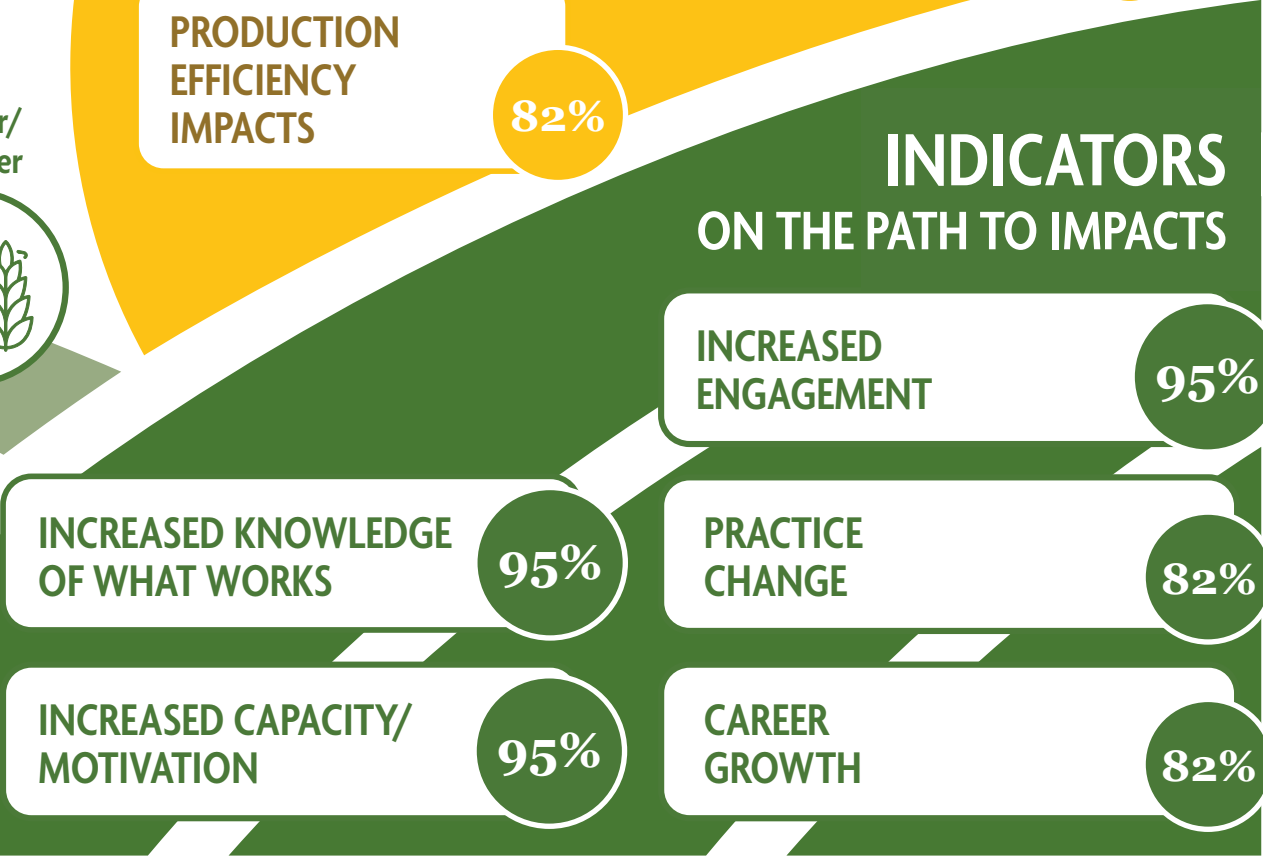 PRODUCTION
EFFICIENCY
IMPACTS
82%
INDICATORS
ON THE PATH TO IMPACTS
INCREASED
ENGAGEMENT
95%
INCREASED KNOWLEDGE
OF WHAT WORKS
95%
PRACTICE
CHANGE
82%
INCREASED CAPACITY/
MOTIVATION
95%
CAREER
GROWTH
82%